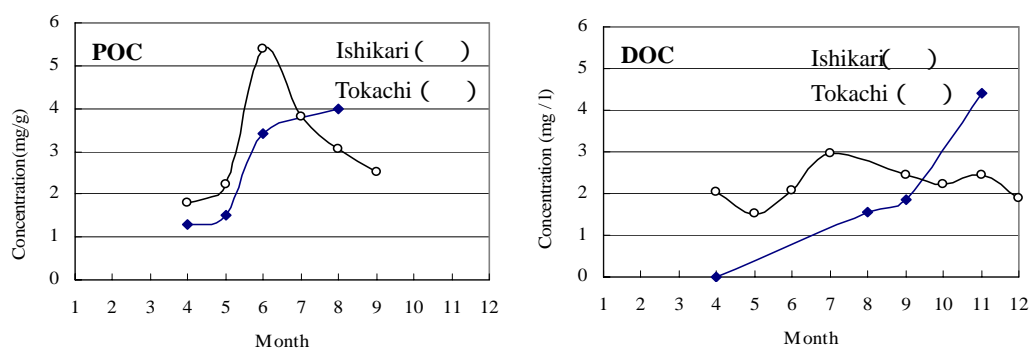 POC
Ishikari ( )
Tokachi ( )
Concentration(mg/g)
6
5
4
3
2
1
0
1 2 3 4 5 6 7 8 9 10 11 12
Month
DOC
Ishikari( )
Tokachi ( )
Concentration (mg / l)
6
5
4
3
2
1
0
1 2 3 4 5 6 7 8 9 10 11 12
Month